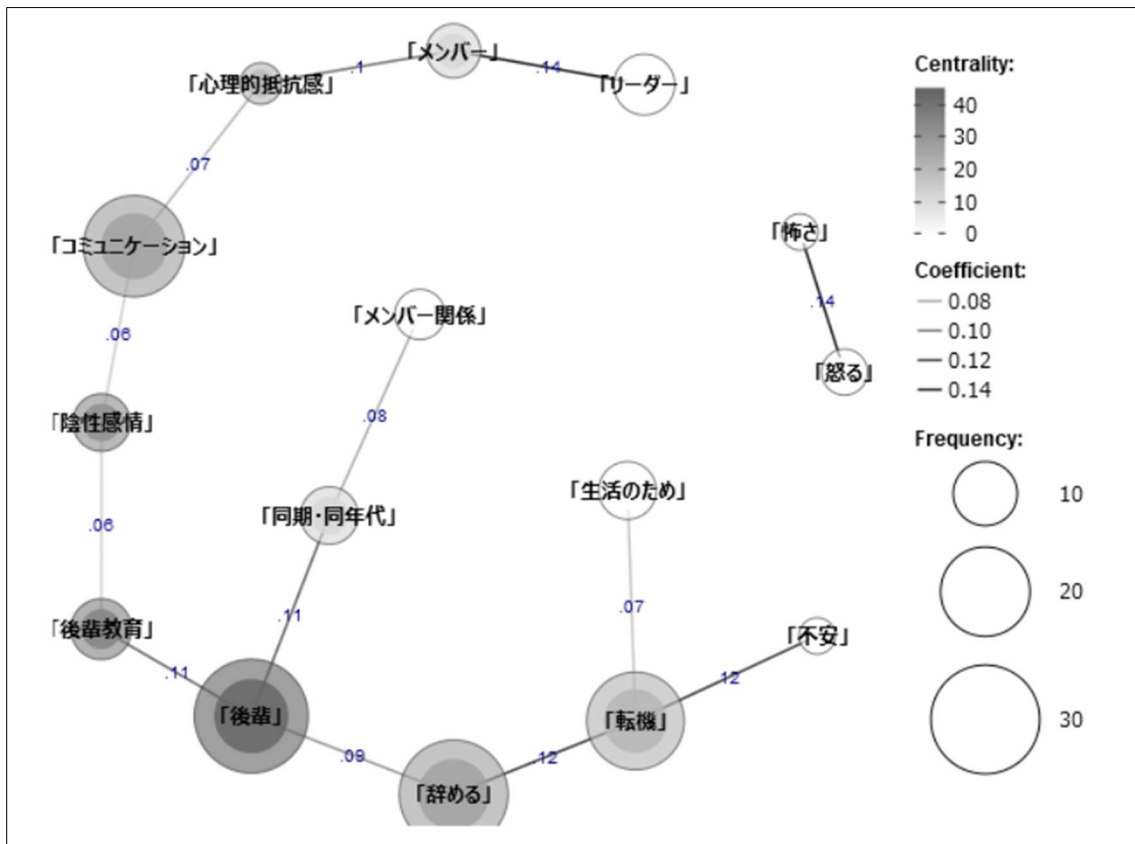 「メンバー」
.14
「リーダー」
.1
「心理的抵抗感」
.07
「コミュニケーション」
.06
「陰性感情」
.06
「後輩教育」
.11
「後輩」
.11
「同期・同年代」
.08
「メンバー関係」
.09
「辞める」
.12
「転機」
.07
「生活のため」
.12
「不安」
「怖さ」
.14
「怒る」
Centrality:
40
30
20
10
0
Coefficient:
0.08
0.10
0.12
0.14
Frequency:
10
20
30